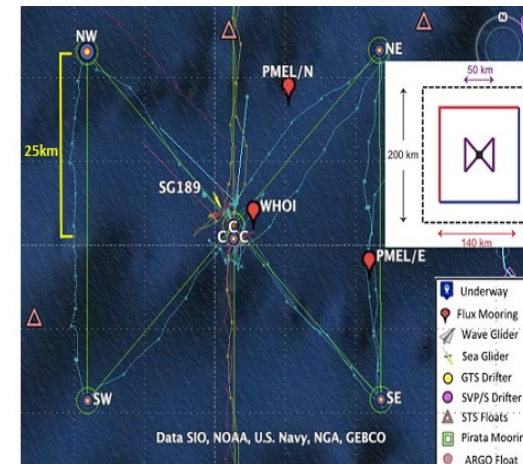 N
NW
NE
PMEL/N
50 km
25km
200 km
SG189
WHOI
C
C C
140 km
PMEL/E
Underway
Flux Mooring
Wave Glider
Sea Glider
GTS Drifter
SVP/S Drifter
STS Floats
Pirata Moorin
ARGO Float
SW
SE
Data SIO, NOAA, U.S. Navy, NGA, GEBCO